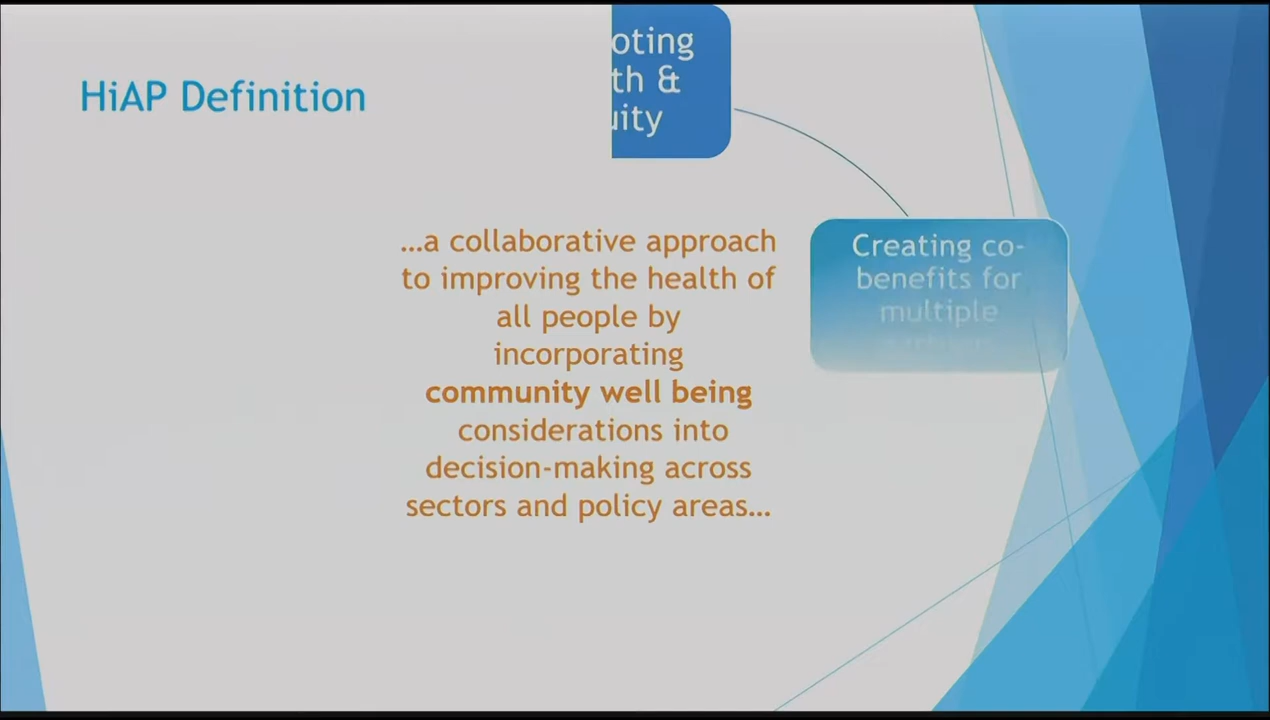 HiAP Definition
oting
th &
uity
…a collaborative approach
to improving the health of
all people by
incorporating
community well being
considerations into
decision-making across
sectors and policy areas…
Creating co-
benefits for
multiple